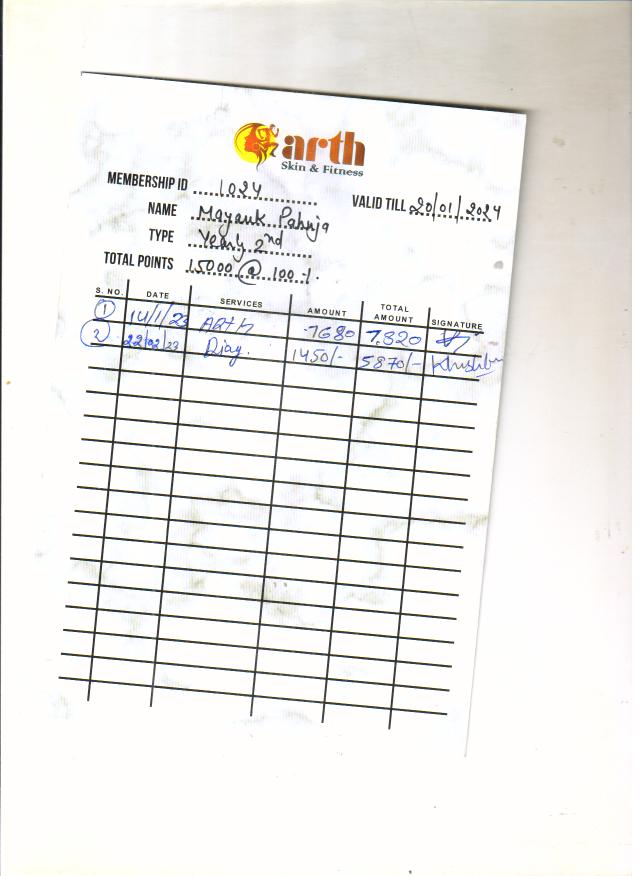 arth
Skin & Fitness
MEMBERSHIP ID 1024
VALID TILL 20/01/2024
NAME Mayank Pahuja
TYPE Yearly 2nd
TOTAL POINTS 15000 @ 100 -/.
S. NO. DATE SERVICES AMOUNT TOTAL AMOUNT SIGNATURE
1 14/1/23 Arth -7680 7320
2 22/02/23 1450/- 5870/- Khushbu